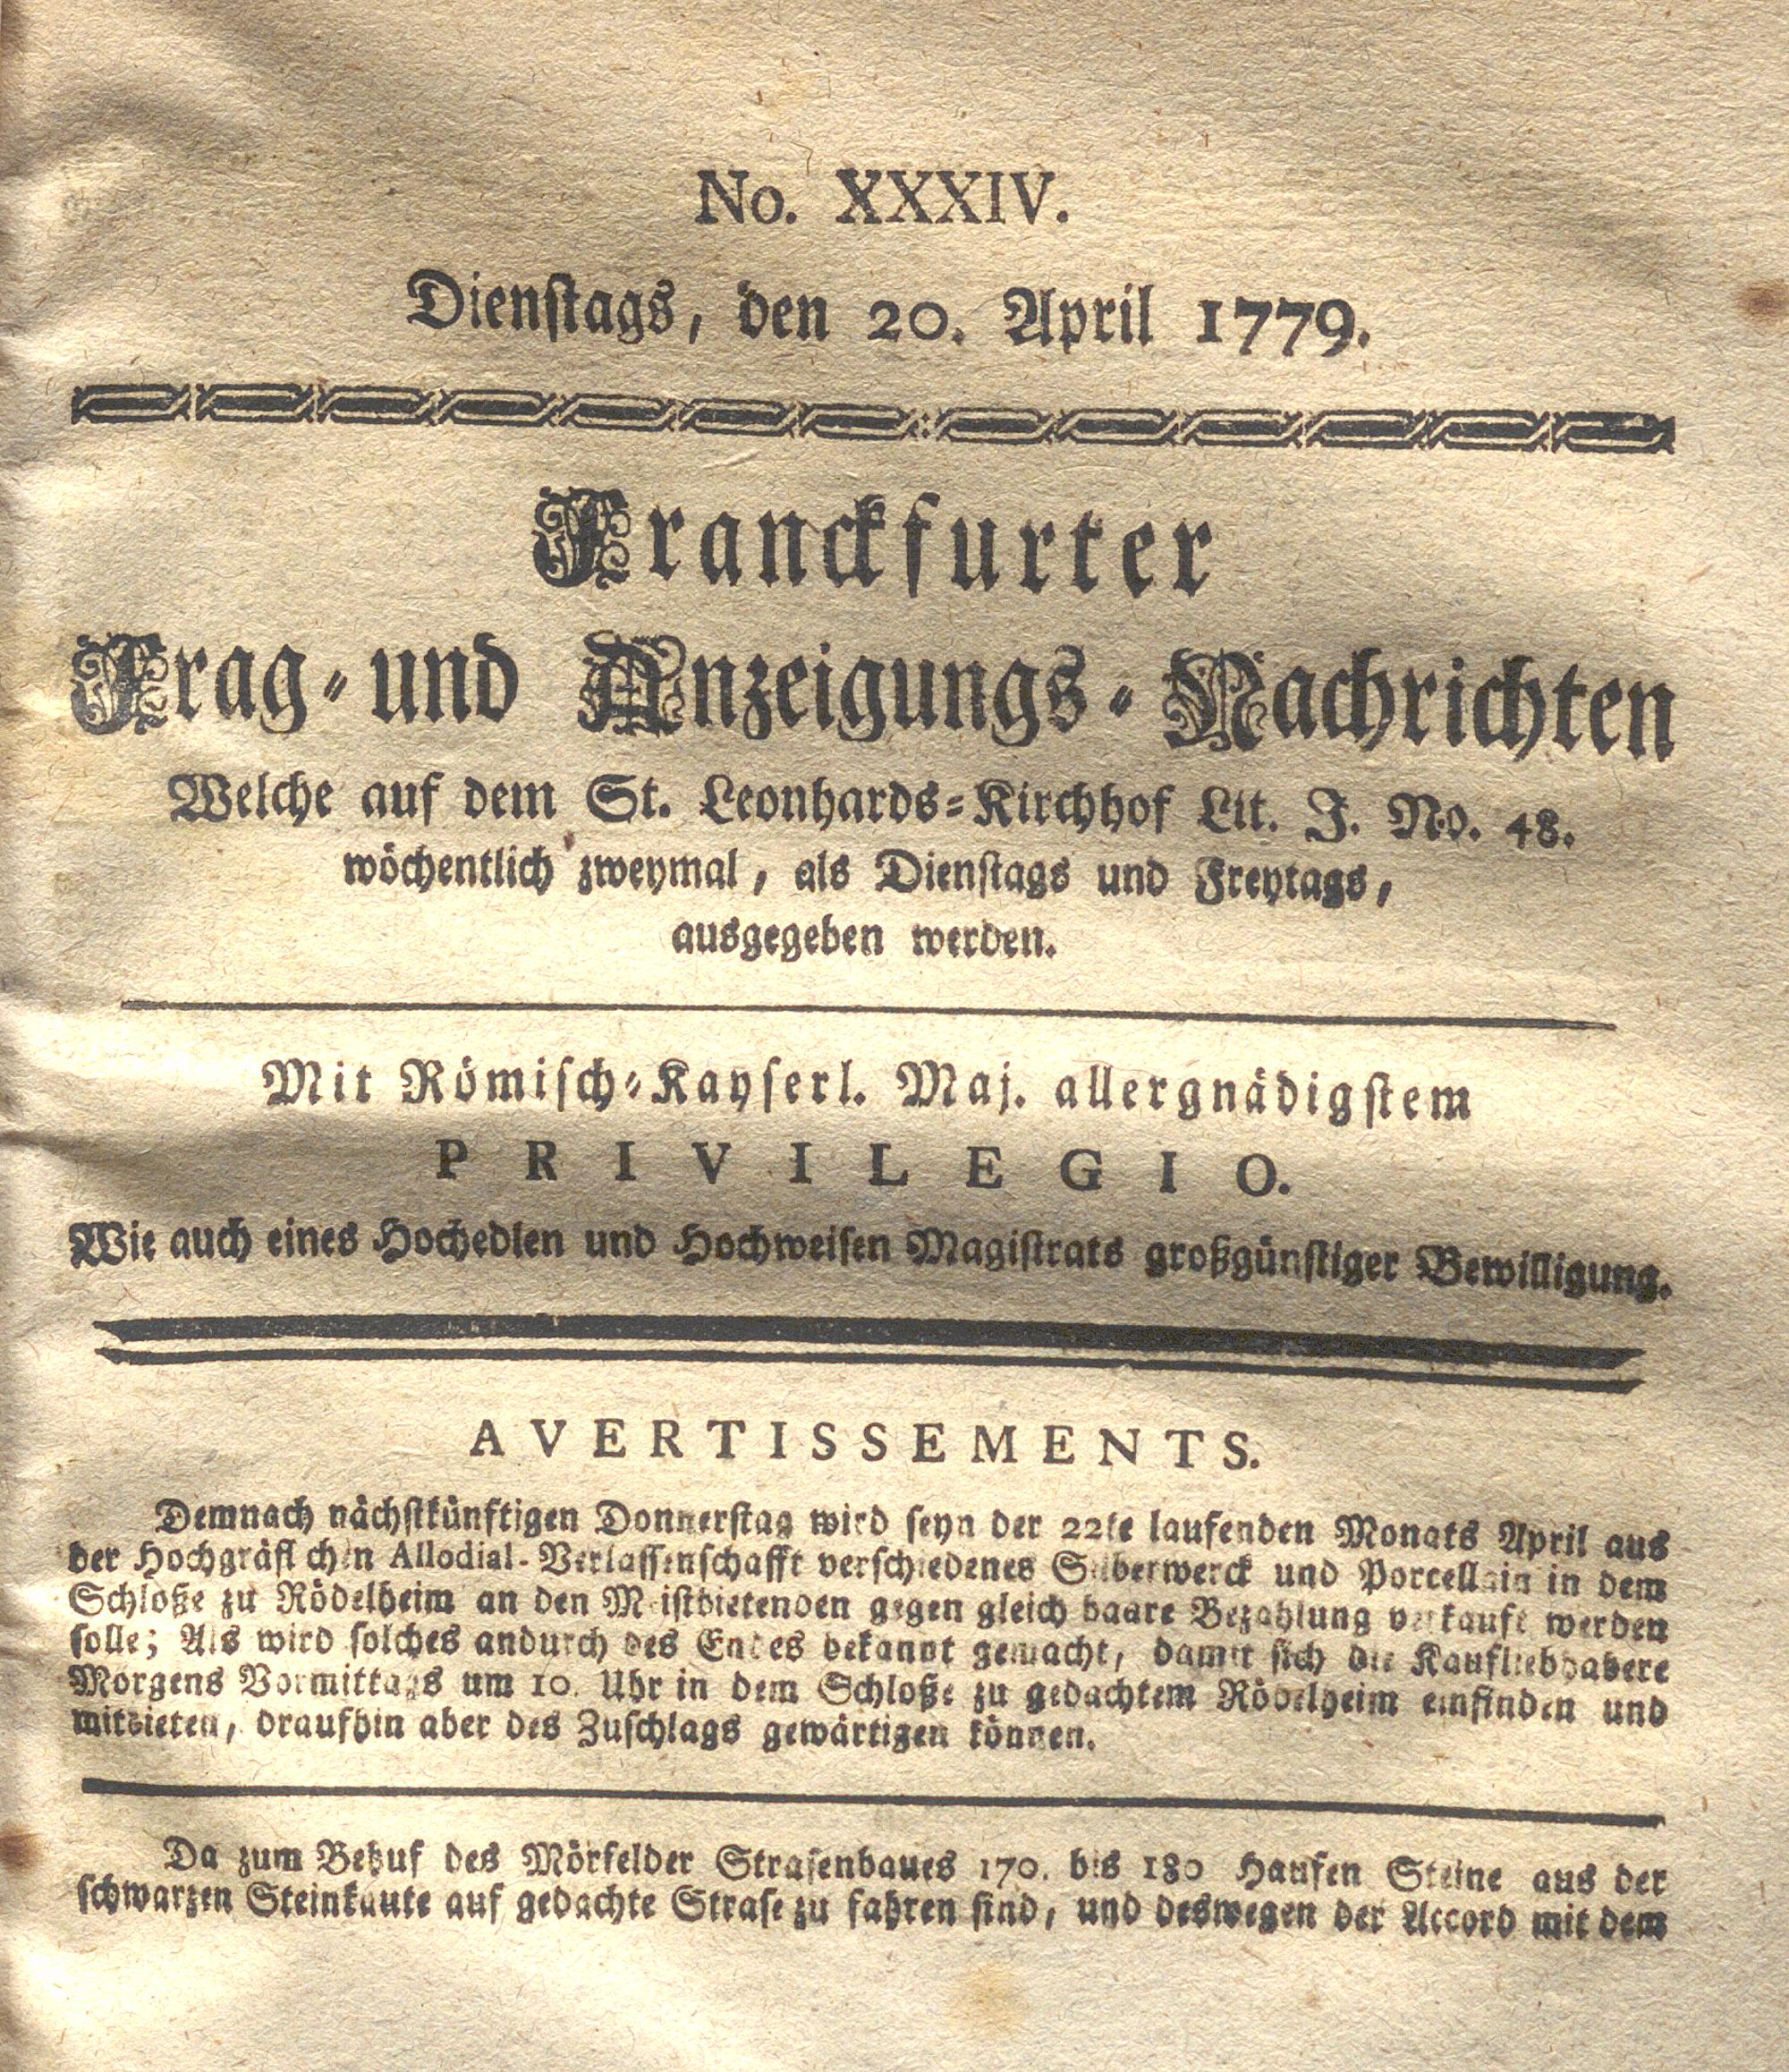 No. XXXIV.
Dienstags, den 20. April 1779.
Franckfurter
Frag- und Anzeigungs-Nachrichten
Welche auf dem St. Leonhards-Kirchhof Lit. J. No. 48.
wöchentlich zweymal, als Dienstags und Freytags,
ausgegeben werden.
Mit Römisch-Kayserl. Maj. allergnädigstem
PRIVILEGIO.
Wie auch eines Hochedlen und Hochweisen Magistrats großgünstiger Bewilligung.
AVERTISSEMENTS.
Demnach nächstkünftigen Donnerstag wird seyn der 22te laufenden Monats April aus
der Hochgräflichen Allodial-Verlassenschafft verschiedenes Silberwerck und Porcellain in dem
Schloße zu Rödelheim an den Meistbietenden gegen gleich baare Bezahlung verkauft werden
solle; Als wird solches andurch des Endes bekannt gemacht, damit sich die Kaufliebhabere
Morgens Vormittags um 10. Uhr in dem Schloße zu gedachtem Rödelheim einfinden und
mitbieten, draufhin aber des Zuschlags gewärtigen können.
Da zum Behuf des Mörfelder Strasenbaues 170. bis 180 Haufen Steine aus der
schwarzen Steinkaute auf gedachte Strase zu fahren sind, und deswegen der Accord mit dem